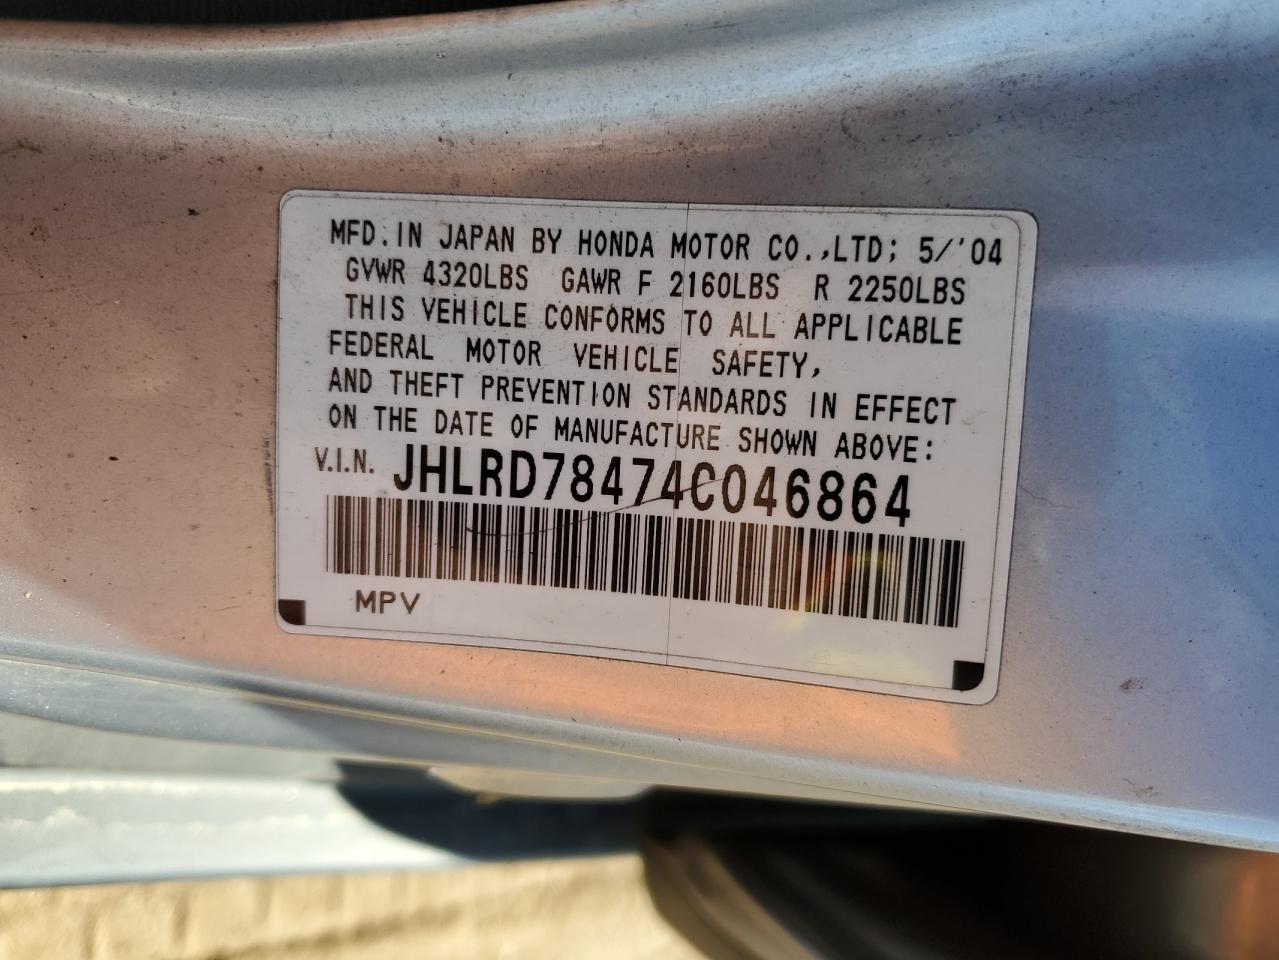 MFD. IN JAPAN BY HONDA MOTOR CO.,LTD; 5/'04
GVWR 4320LBS GAWR F 2160LBS R 2250LBS
THIS VEHICLE CONFORMS TO ALL APPLICABLE
FEDERAL MOTOR VEHICLE SAFETY,
AND THEFT PREVENTION STANDARDS IN EFFECT
ON THE DATE OF MANUFACTURE SHOWN ABOVE:
V.I.N. JHLRD78474C046864
MPV